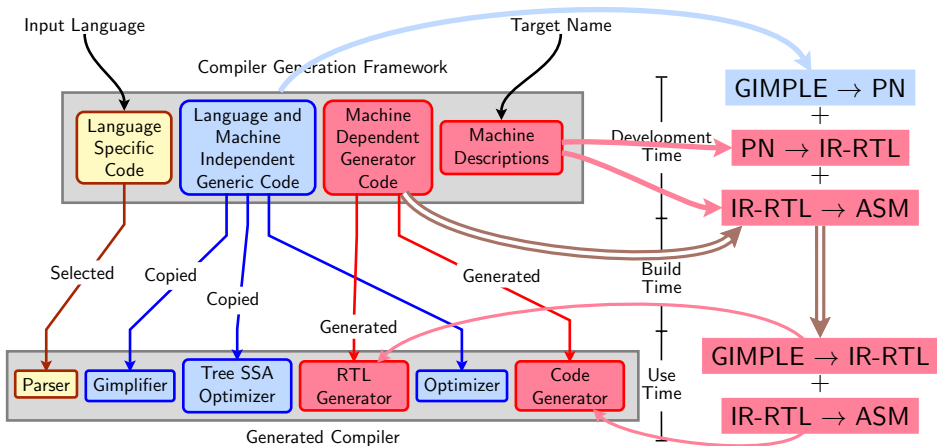 Input Language
Target Name
Compiler Generation Framework
Language
Specific
Code
Language and
Machine
Independent
Generic Code
Machine
Dependent
Generator
Code
Machine
Descriptions
Development
Time
GIMPLE → PN
+
PN → IR-RTL
+
IR-RTL → ASM
Selected
Copied
Copied
Generated
Generated
Build
Time
Parser
Gimplifier
Tree SSA
Optimizer
RTL
Generator
Optimizer
Code
Generator
Use
Time
GIMPLE → IR-RTL
+
IR-RTL → ASM
Generated Compiler